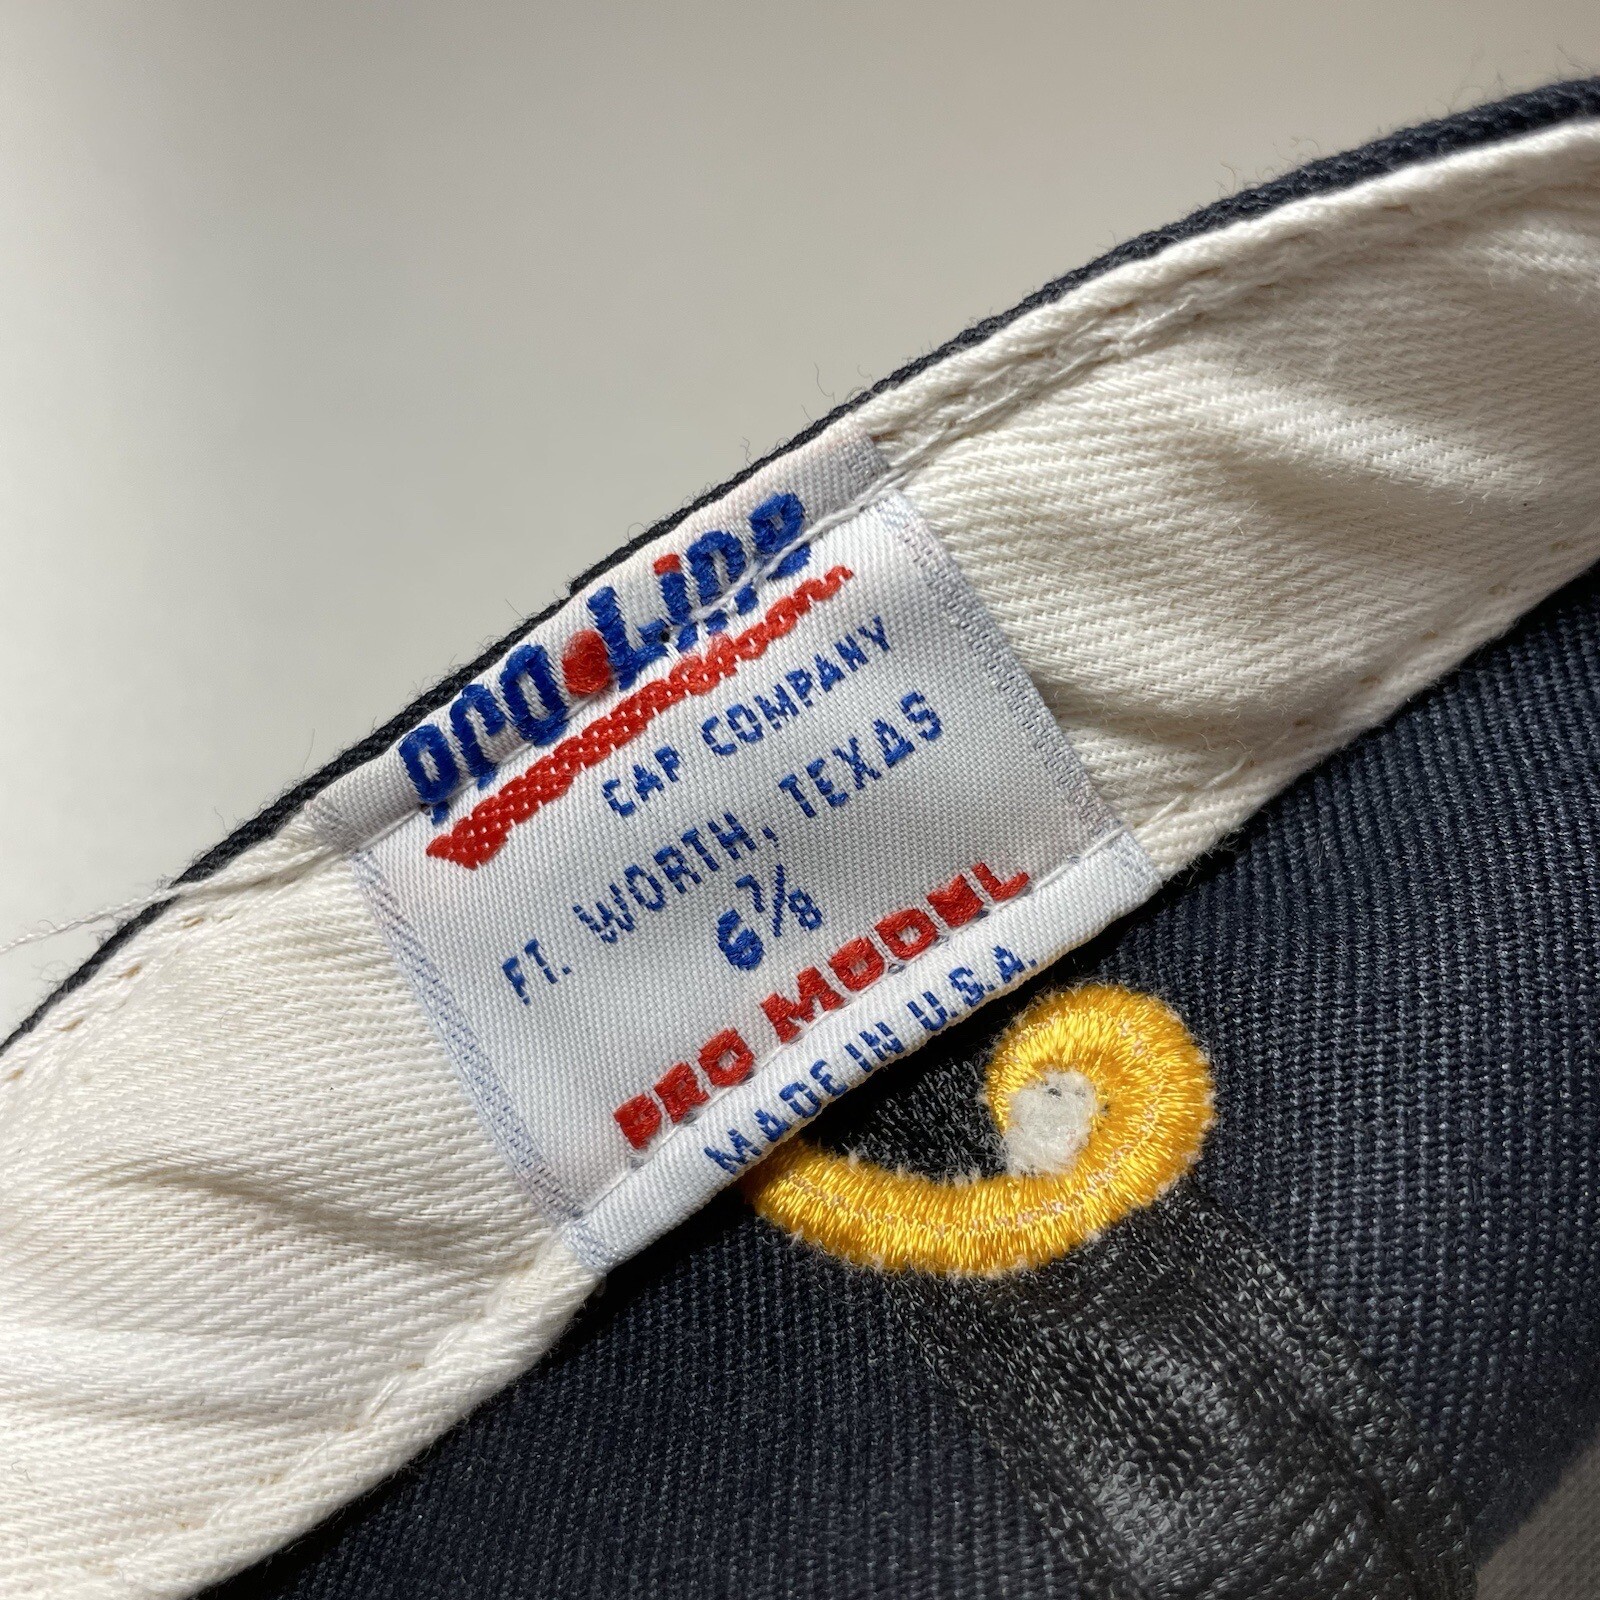 Pro•Line
CAP COMPANY
FT. WORTH, TEXAS
6 7/8
PRO MODEL
MADE IN U.S.A.